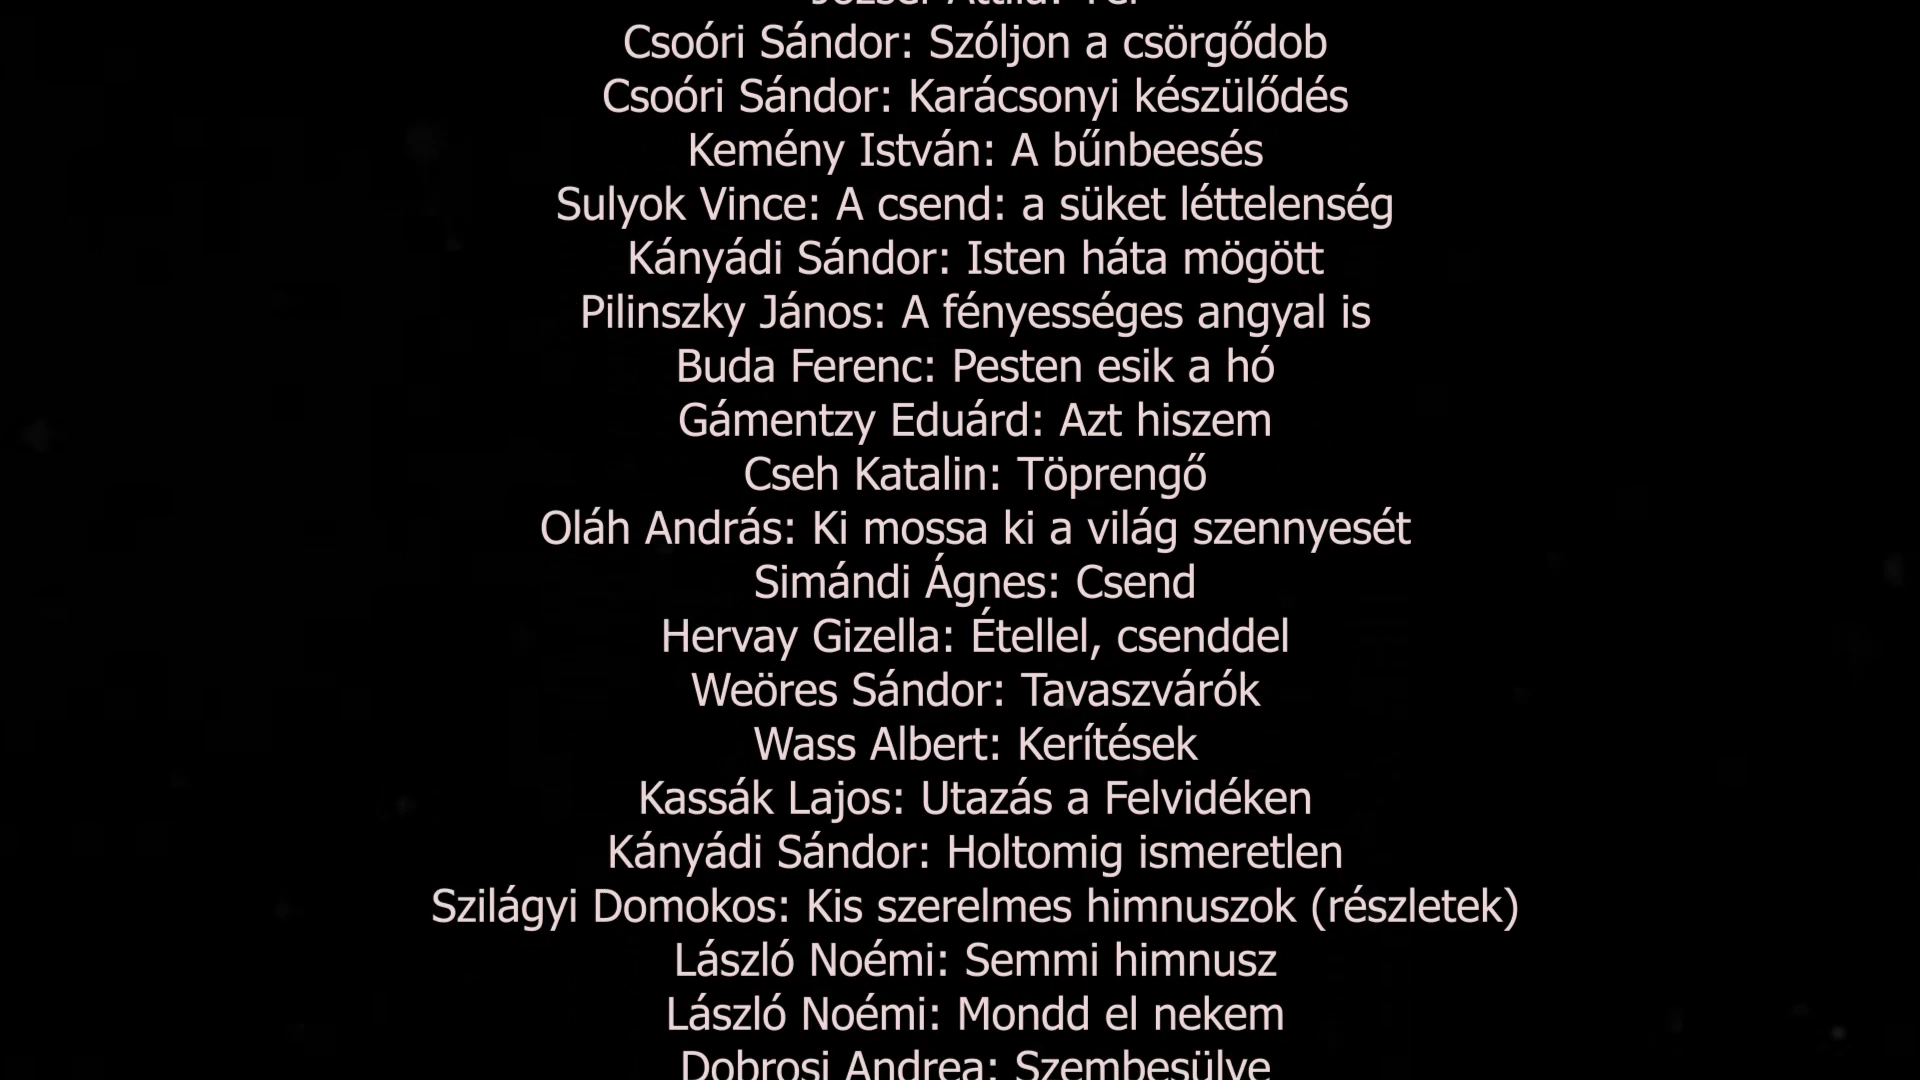 József Attila: Tél
Csoóri Sándor: Szóljon a csörgődob
Csoóri Sándor: Karácsonyi készülődés
Kemény István: A bűnbeesés
Sulyok Vince: A csend: a süket léttelenség
Kányádi Sándor: Isten háta mögött
Pilinszky János: A fényességes angyal is
Buda Ferenc: Pesten esik a hó
Gámentzy Eduárd: Azt hiszem
Cseh Katalin: Töprengő
Oláh András: Ki mossa ki a világ szennyesét
Simándi Ágnes: Csend
Hervay Gizella: Étellel, csenddel
Weöres Sándor: Tavaszvárók
Wass Albert: Kerítések
Kassák Lajos: Utazás a Felvidéken
Kányádi Sándor: Holtomig ismeretlen
Szilágyi Domokos: Kis szerelmes himnuszok (részletek)
László Noémi: Semmi himnusz
László Noémi: Mondd el nekem
Dobrosi Andrea: Szembesülve